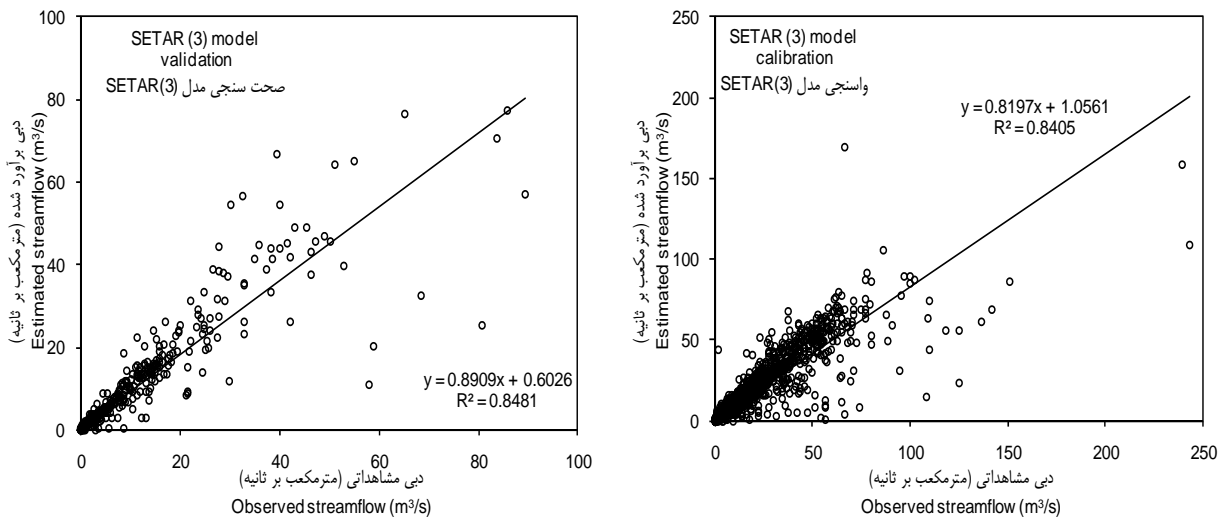 100
80
60
40
20
0
0
20
40
60
80
100
SETAR (3) model
validation
صحت سنجی مدل SETAR(3)
y = 0.8909x + 0.6026
R² = 0.8481
دبی برآورد شده (مترمکعب بر ثانیه)
Estimated streamflow (m³/s)
دبی مشاهداتی (مترمکعب بر ثانیه)
Observed streamflow (m³/s)
250
200
150
100
50
0
0
50
100
150
200
250
SETAR (3) model
calibration
واسنجی مدل SETAR(3)
y = 0.8197x + 1.0561
R² = 0.8405
دبی برآورد شده (مترمکعب بر ثانیه)
Estimated streamflow (m³/s)
دبی مشاهداتی (مترمکعب بر ثانیه)
Observed streamflow (m³/s)